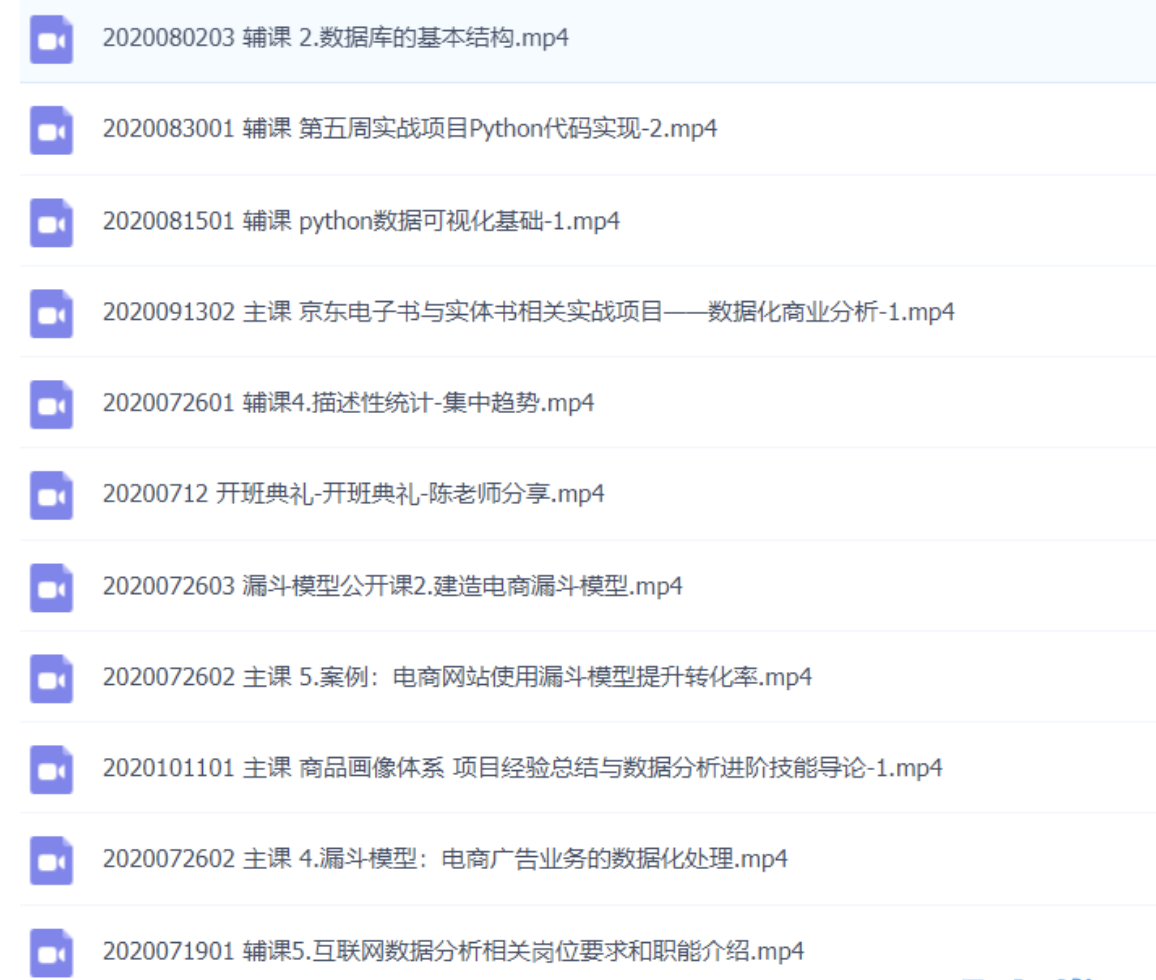 2020080203 辅课 2.数据库的基本结构.mp4
2020083001 辅课 第五周实战项目Python代码实现-2.mp4
2020081501 辅课 python数据可视化基础-1.mp4
2020091302 主课 京东电子书与实体书相关实战项目——数据化商业分析-1.mp4
2020072601 辅课4.描述性统计-集中趋势.mp4
20200712 开班典礼-开班典礼-陈老师分享.mp4
2020072603 漏斗模型公开课2.建造电商漏斗模型.mp4
2020072602 主课 5.案例：电商网站使用漏斗模型提升转化率.mp4
2020101101 主课 商品画像体系 项目经验总结与数据分析进阶技能导论-1.mp4
2020072602 主课 4.漏斗模型：电商广告业务的数据化处理.mp4
2020071901 辅课5.互联网数据分析相关岗位要求和职能介绍.mp4